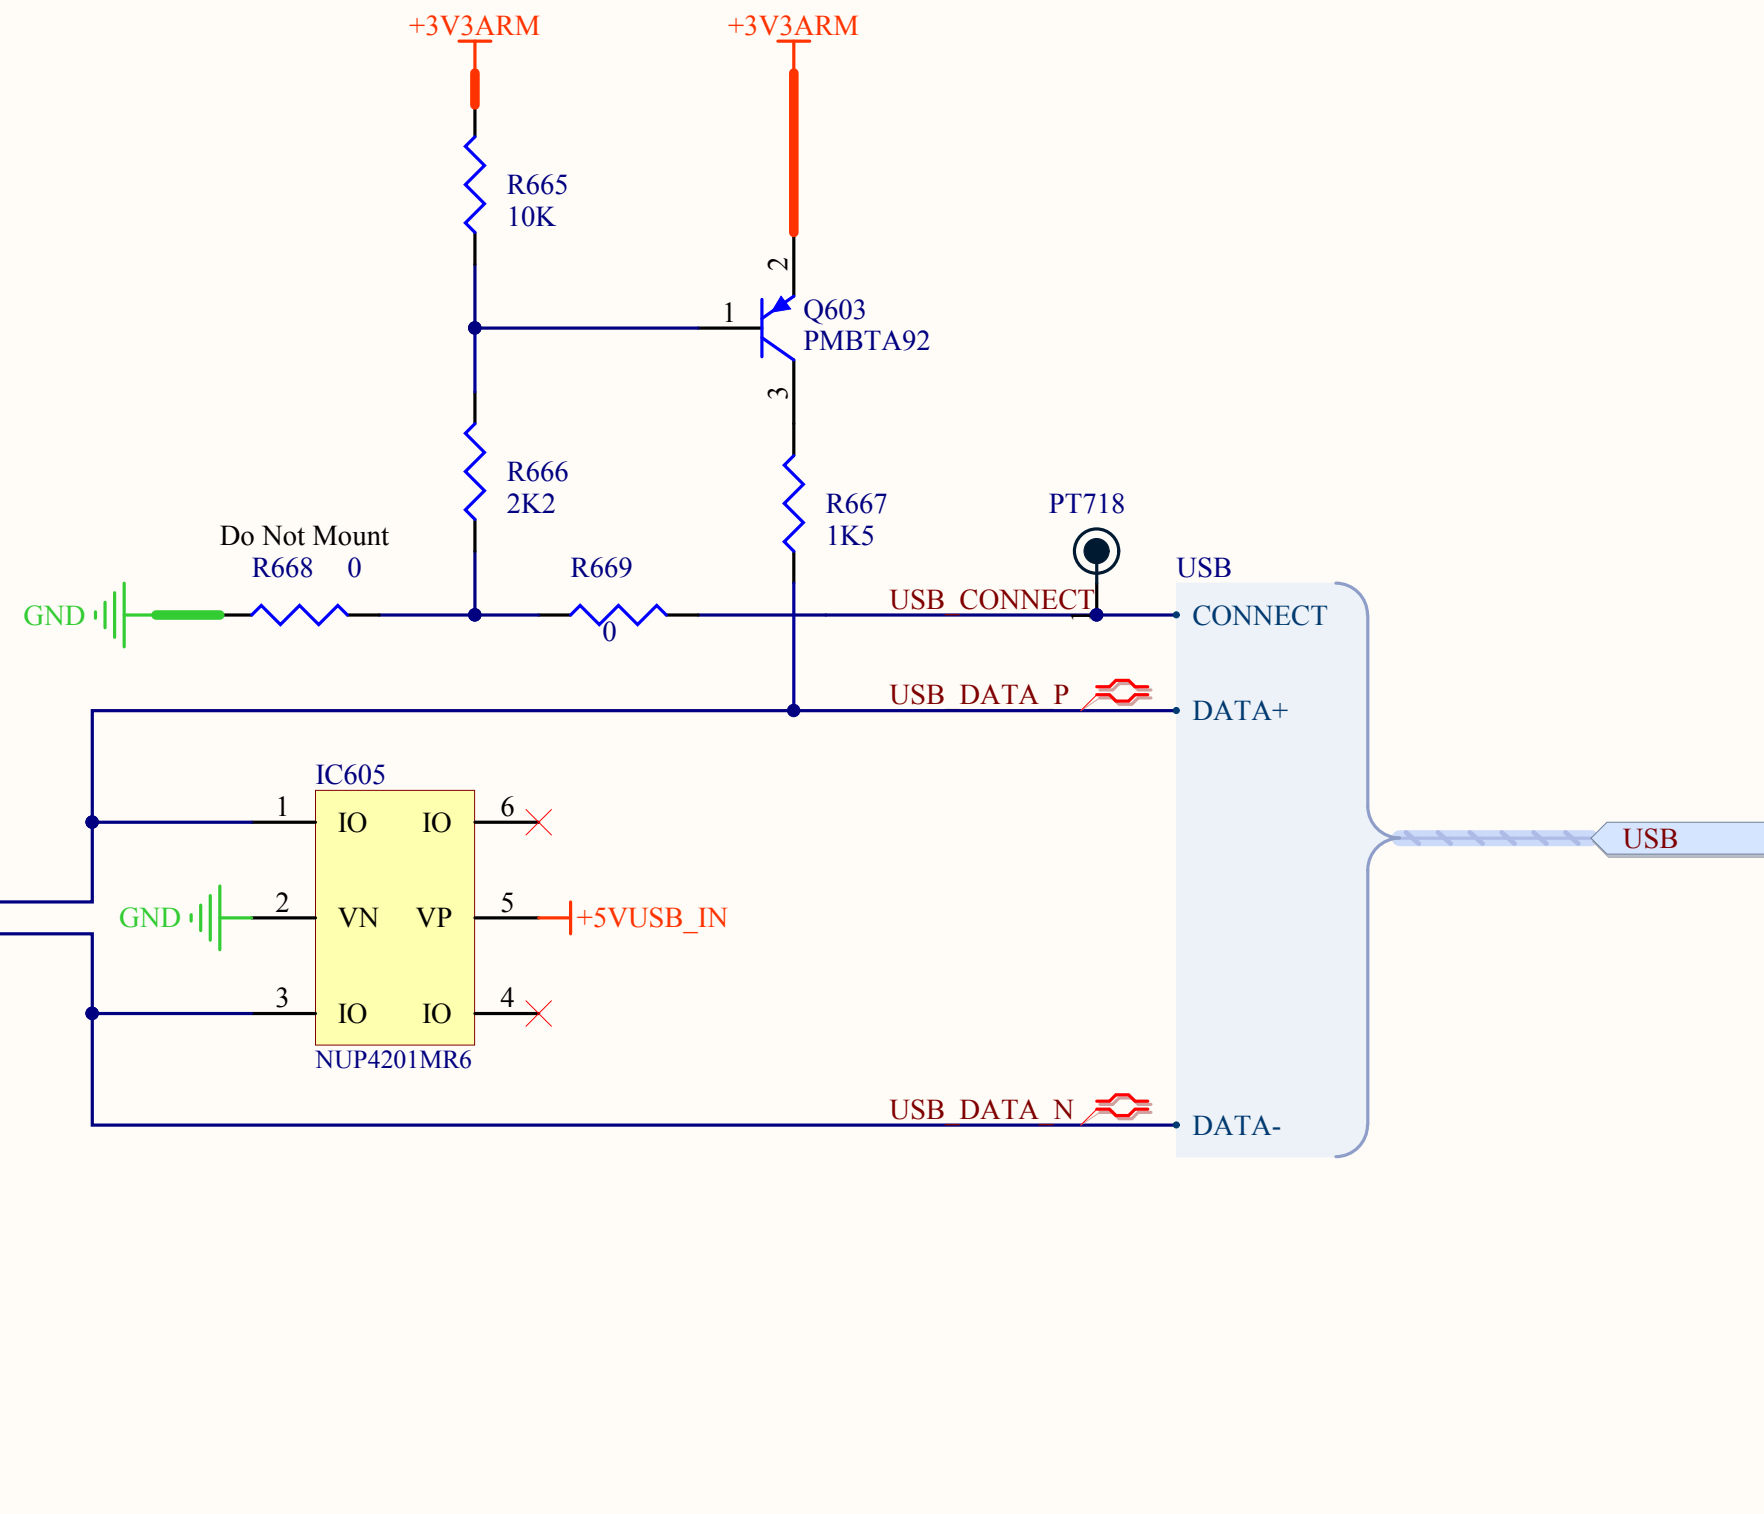 +3V3ARM
+3V3ARM
R665
10K
2
Q603
PMBTA92
1
3
R666
2K2
R667
1K5
PT718
Do Not Mount
R668 0
R669
0
USB
GND
USB_CONNECT
CONNECT
USB_DATA_P
DATA+
IC605
1 IO IO 6
USB
GND 2 VN VP 5 +5VUSB_IN
3 IO IO 4
NUP4201MR6
USB_DATA_N
DATA-